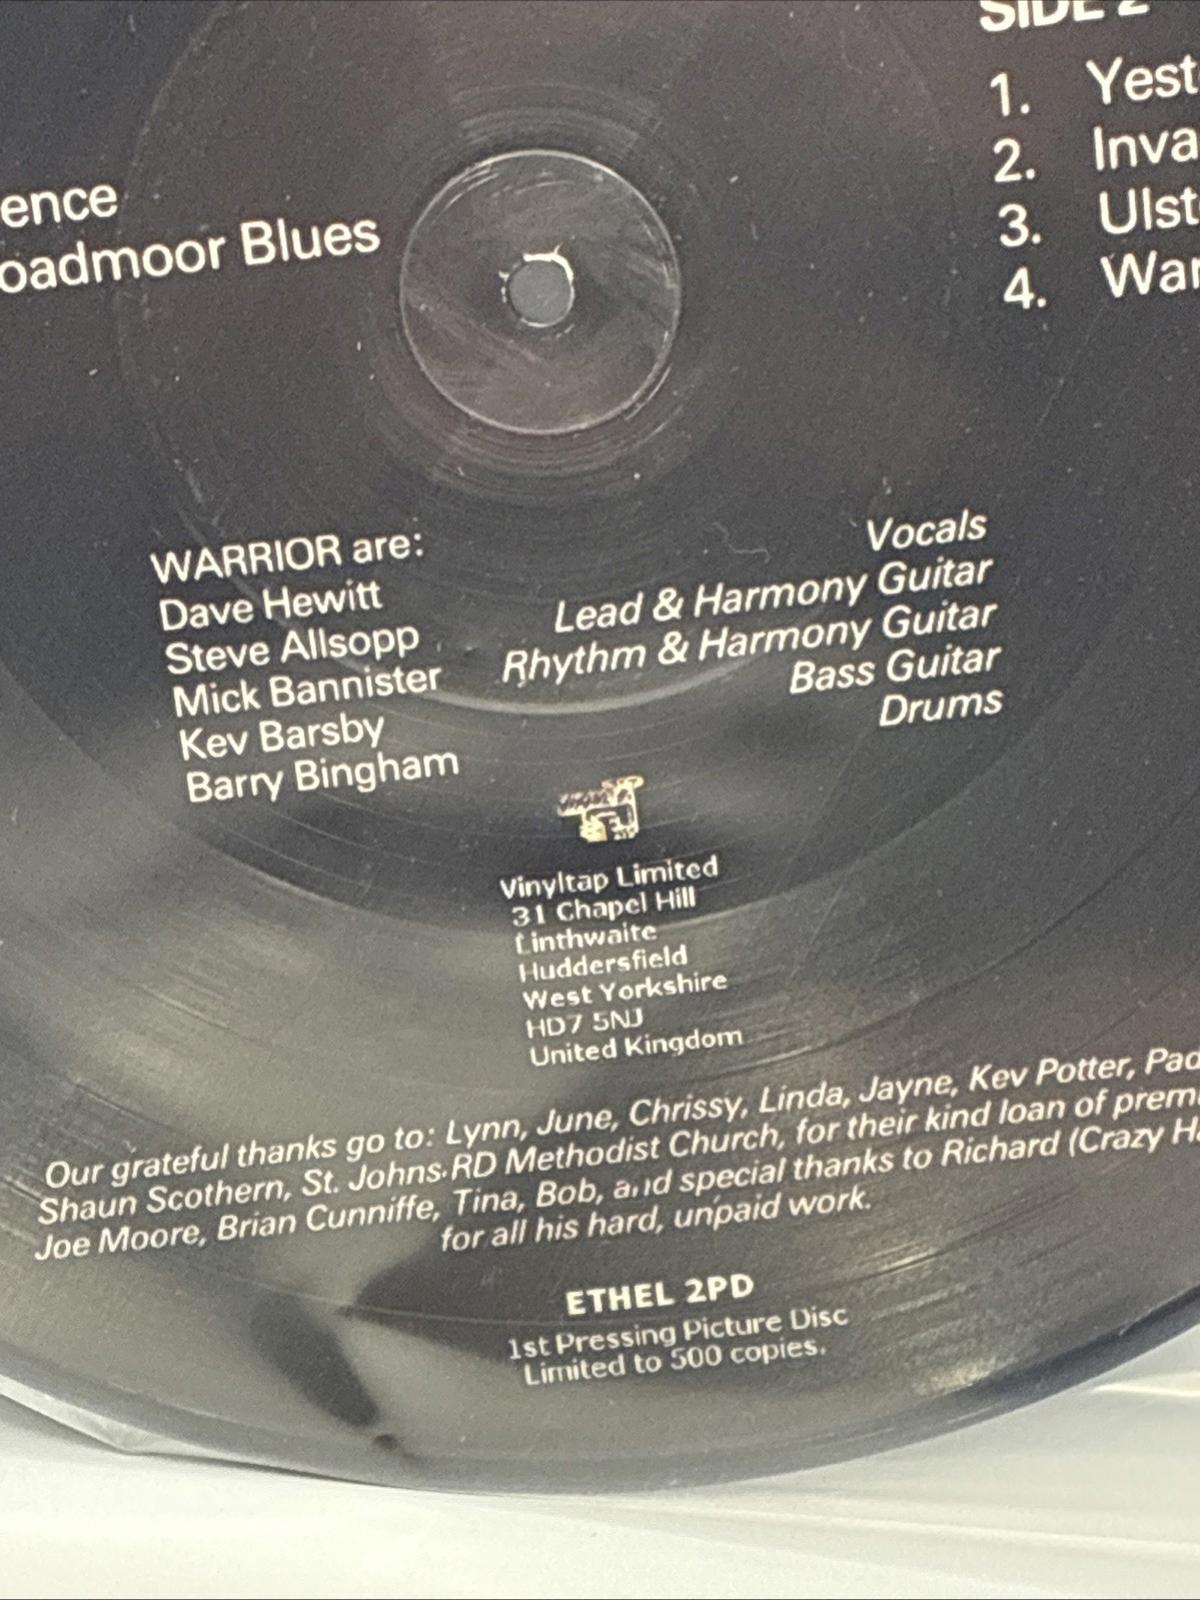 SIDE 2
1. Yest
2. Inva
3. Ulst
4. War
ence
oadmoor Blues
WARRIOR are:
Dave Hewitt Vocals
Steve Allsopp Lead & Harmony Guitar
Mick Bannister Rhythm & Harmony Guitar
Kev Barsby Bass Guitar
Barry Bingham Drums
Vinyltap Limited
31 Chapel Hill
Linthwaite
Huddersfield
West Yorkshire
HD7 5NJ
United Kingdom
Our grateful thanks go to: Lynn, June, Chrissy, Linda, Jayne, Kev Potter, Pad
Shaun Scothern, St. Johns RD Methodist Church, for their kind loan of premi
Joe Moore, Brian Cunniffe, Tina, Bob, and special thanks to Richard (Crazy Ha
for all his hard, unpaid work.
ETHEL 2PD
1st Pressing Picture Disc
Limited to 500 copies.